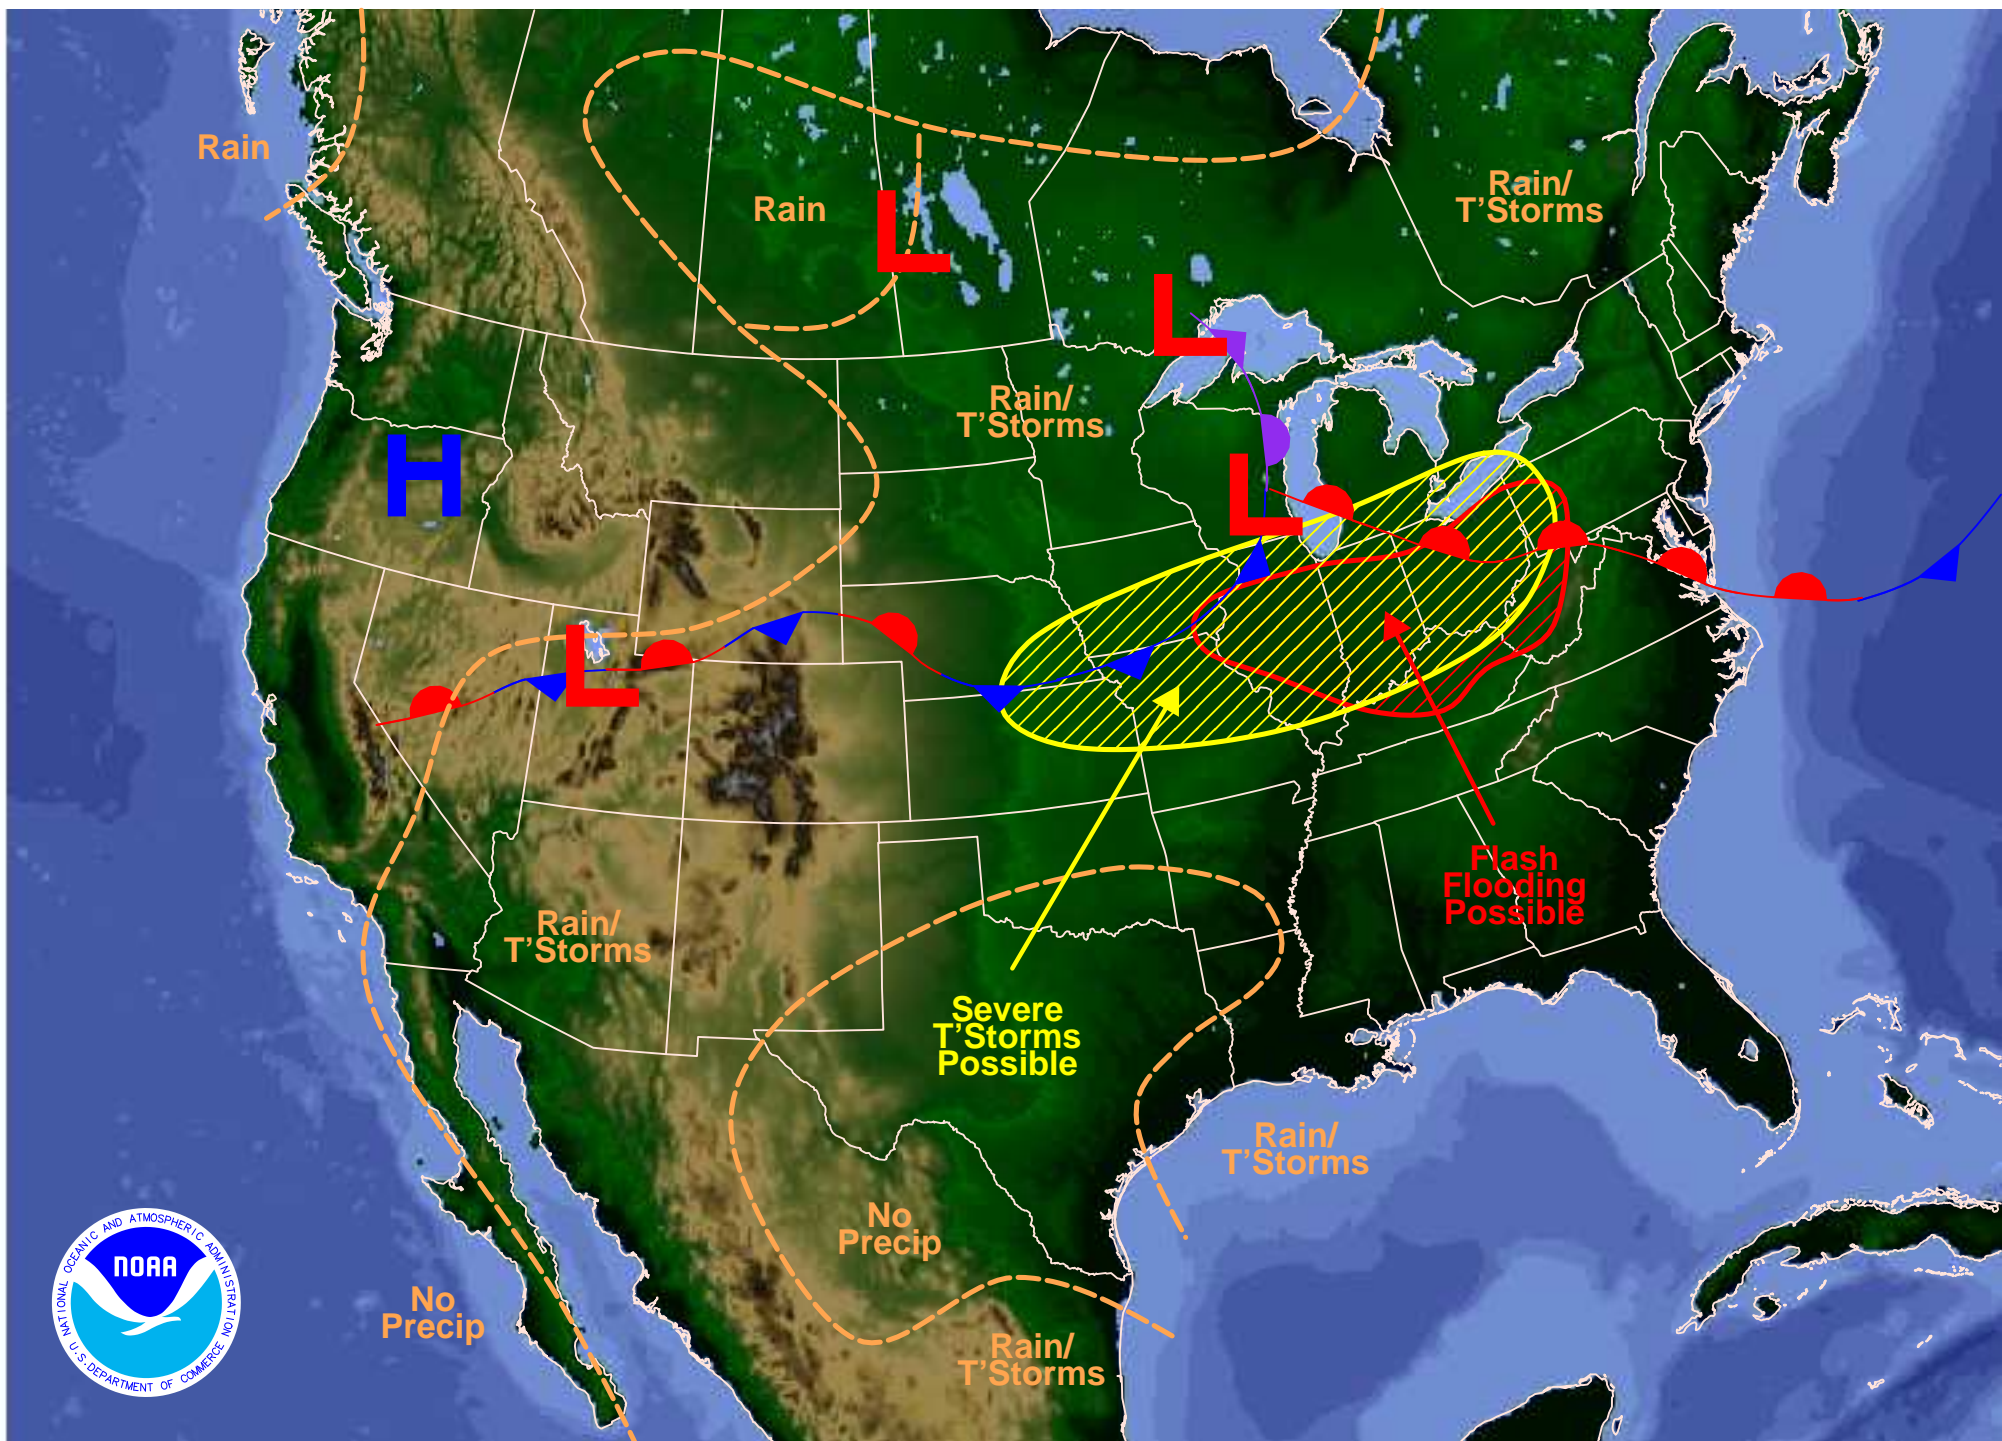 Rain
Rain
Rain/
T'Storms
L
L
Rain/
T'Storms
H
L
L
Flash
Flooding
Possible
Rain/
T'Storms
Severe
T'Storms
Possible
Rain/
T'Storms
No
Precip
No
Precip
Rain/
T'Storms
NATIONAL OCEANIC AND ATMOSPHERIC ADMINISTRATION
NOAA
U.S. DEPARTMENT OF COMMERCE